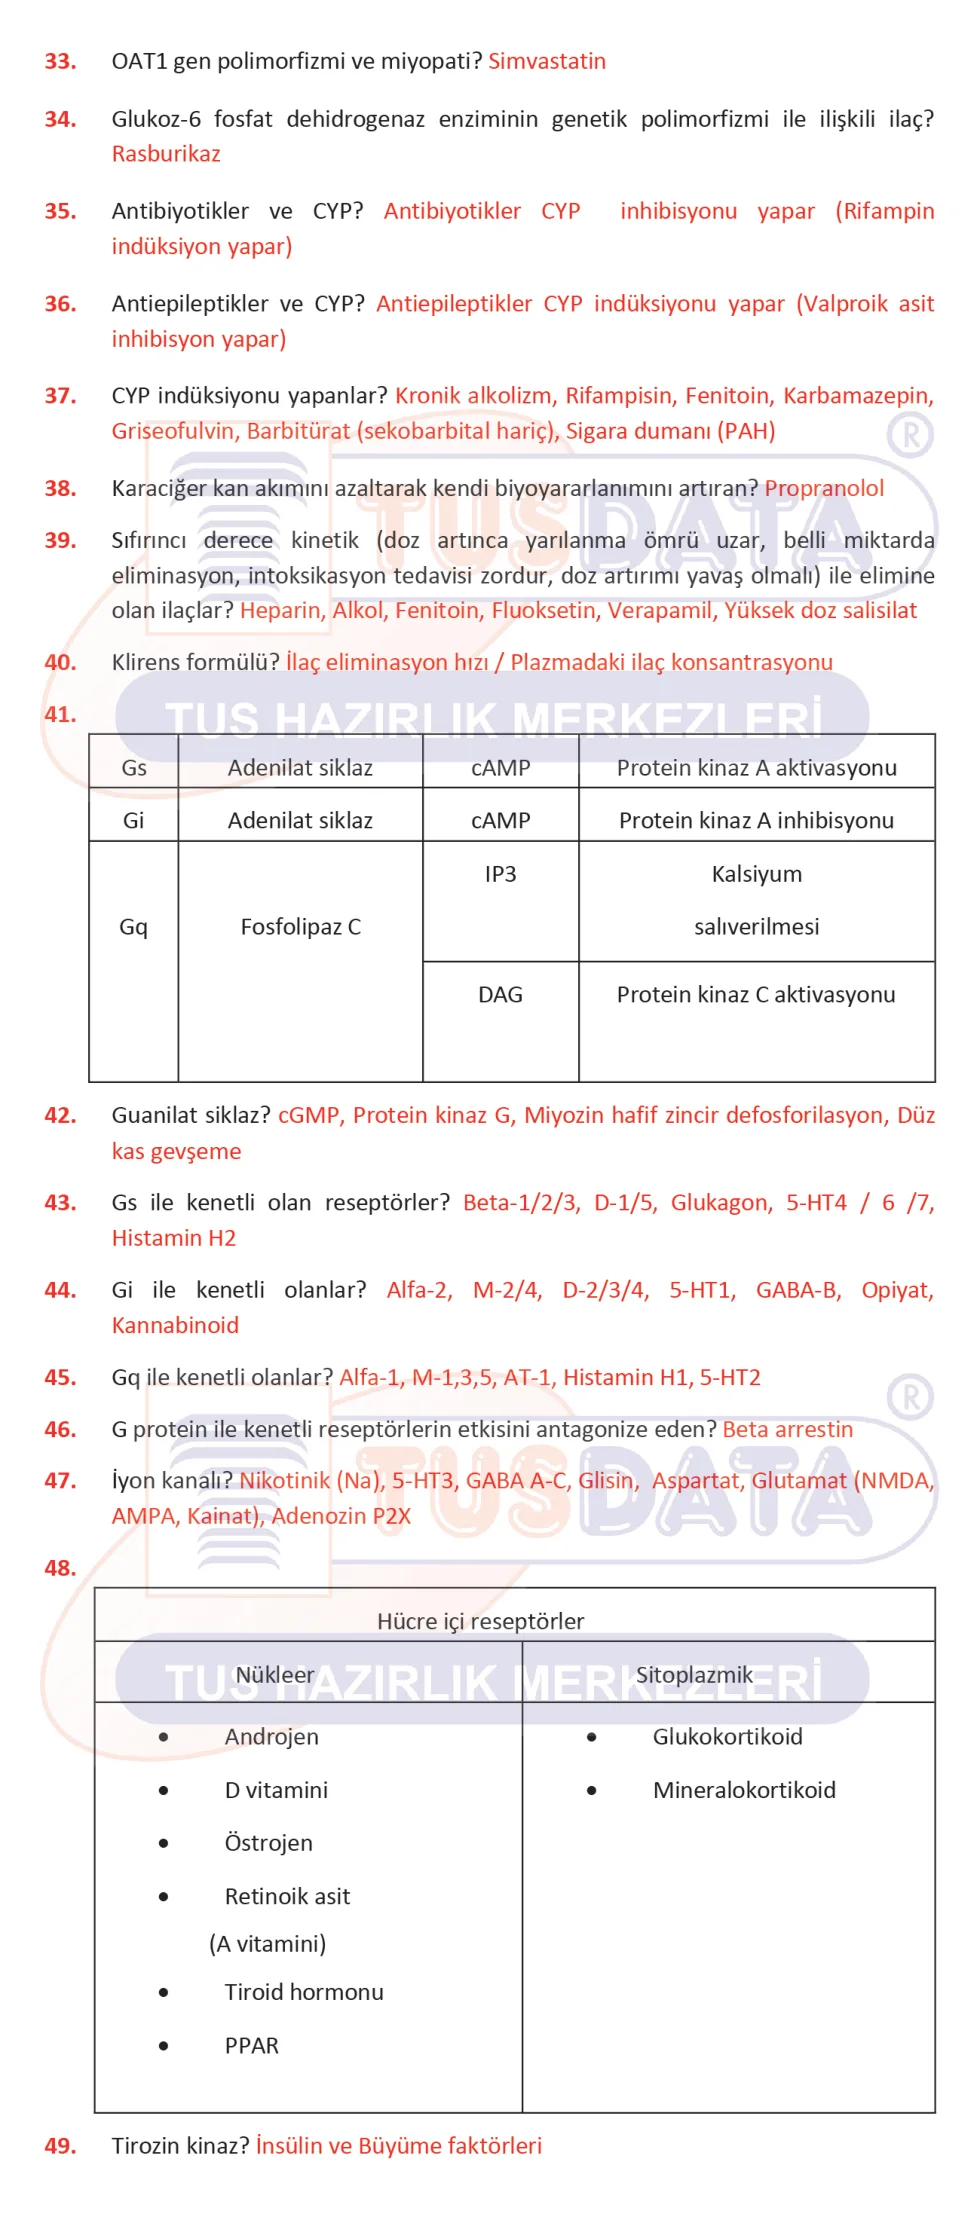 33. OAT1 gen polimorfizmi ve miyopati? Simvastatin
34. Glukoz-6 fosfat dehidrogenaz enziminin genetik polimorfizmi ile ilişkili ilaç?
Rasburikaz
35. Antibiyotikler ve CYP? Antibiyotikler CYP inhibisyonu yapar (Rifampin
indüksiyon yapar)
36. Antiepileptikler ve CYP? Antiepileptikler CYP indüksiyonu yapar (Valproik asit
inhibisyon yapar)
37. CYP indüksiyonu yapanlar? Kronik alkolizm, Rifampisin, Fenitoin, Karbamazepin,
Griseofulvin, Barbitürat (sekobarbital hariç), Sigara dumanı (PAH)
®
38. Karaciğer kan akımını azaltarak kendi biyoyararlanımını artıran? Propranolol
TUSDATA
39. Sıfırıncı derece kinetik (doz artınca yarılanma ömrü uzar, belli miktarda
eliminasyon, intoksikasyon tedavisi zordur, doz artırımı yavaş olmalı) ile elimine
olan ilaçlar? Heparin, Alkol, Fenitoin, Fluoksetin, Verapamil, Yüksek doz salisilat
40. Klirens formülü? İlaç eliminasyon hızı / Plazmadaki ilaç konsantrasyonu
41.
TUS HAZIRLIK MERKEZLERİ
Gs Adenilat siklaz cAMP Protein kinaz A aktivasyonu
Gi Adenilat siklaz cAMP Protein kinaz A inhibisyonu
IP3 Kalsiyum
Gq Fosfolipaz C salıverilmesi
DAG Protein kinaz C aktivasyonu
42. Guanilat siklaz? cGMP, Protein kinaz G, Miyozin hafif zincir defosforilasyon, Düz
kas gevşeme
43. Gs ile kenetli olan reseptörler? Beta-1/2/3, D-1/5, Glukagon, 5-HT4 / 6 /7,
Histamin H2
44. Gi ile kenetli olanlar? Alfa-2, M-2/4, D-2/3/4, 5-HT1, GABA-B, Opiyat,
Kannabinoid
45. Gq ile kenetli olanlar? Alfa-1, M-1,3,5, AT-1, Histamin H1, 5-HT2
®
46. G protein ile kenetli reseptörlerin etkisini antagonize eden? Beta arrestin
47. İyon kanalı? Nikotinik (Na), 5-HT3, GABA A-C, Glisin, Aspartat, Glutamat (NMDA,
TUSDATA
AMPA, Kainat), Adenozin P2X
48.
Hücre içi reseptörler
Nükleer Sitoplazmik
TUS HAZIRLIK MERKEZLERİ
• Androjen • Glukokortikoid
• D vitamini • Mineralokortikoid
• Östrojen
• Retinoik asit
(A vitamini)
• Tiroid hormonu
• PPAR
49. Tirozin kinaz? İnsülin ve Büyüme faktörleri